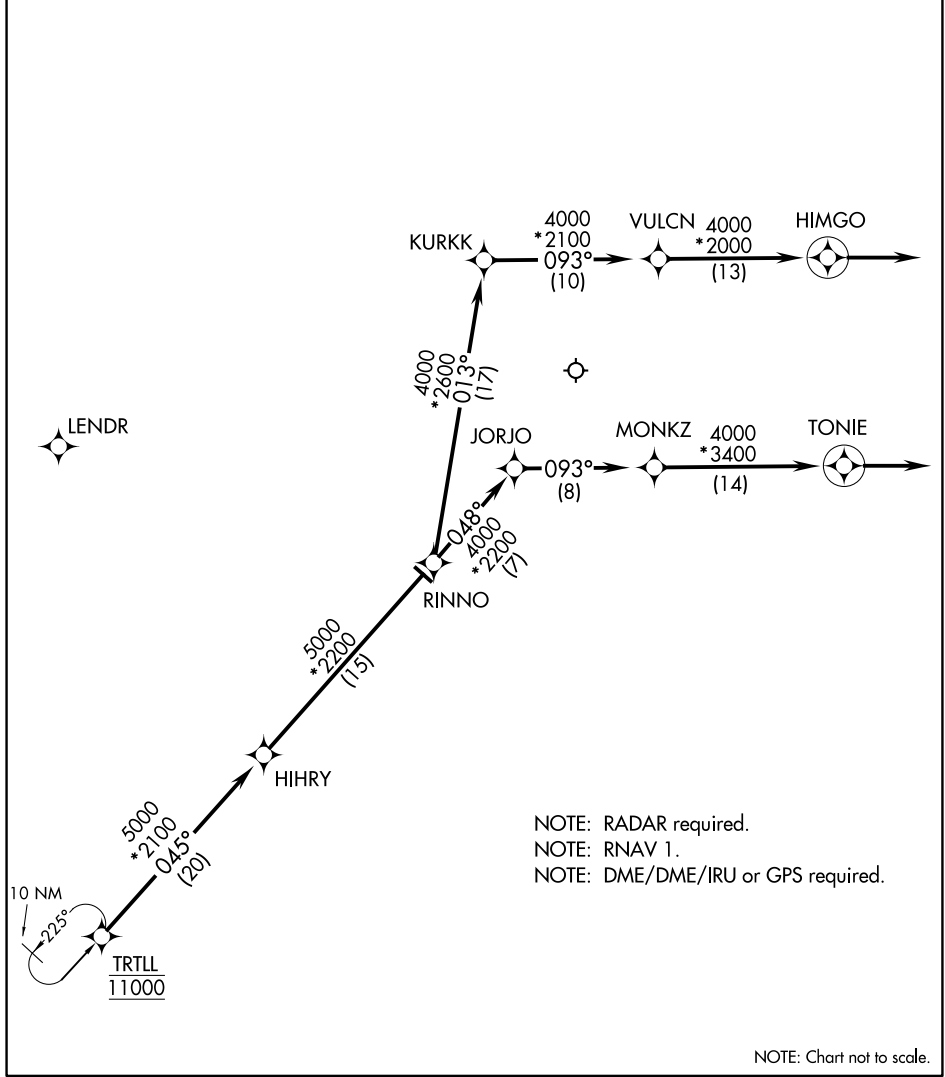 4000
*2100
093°
(10)
KURKK
VULCN
4000
*2000
(13)
HIMGO
4000
*2600
013°
(17)
LENDR
JORJO
093°
(8)
MONKZ
4000
*3400
(14)
TONIE
048°
4000
*2200
(7)
RINNO
5000
*2200
(15)
HIHRY
5000
*2100
045°
(20)
10 NM
225°
TRTLL
11000
NOTE: RADAR required.
NOTE: RNAV 1.
NOTE: DME/DME/IRU or GPS required.
NOTE: Chart not to scale.